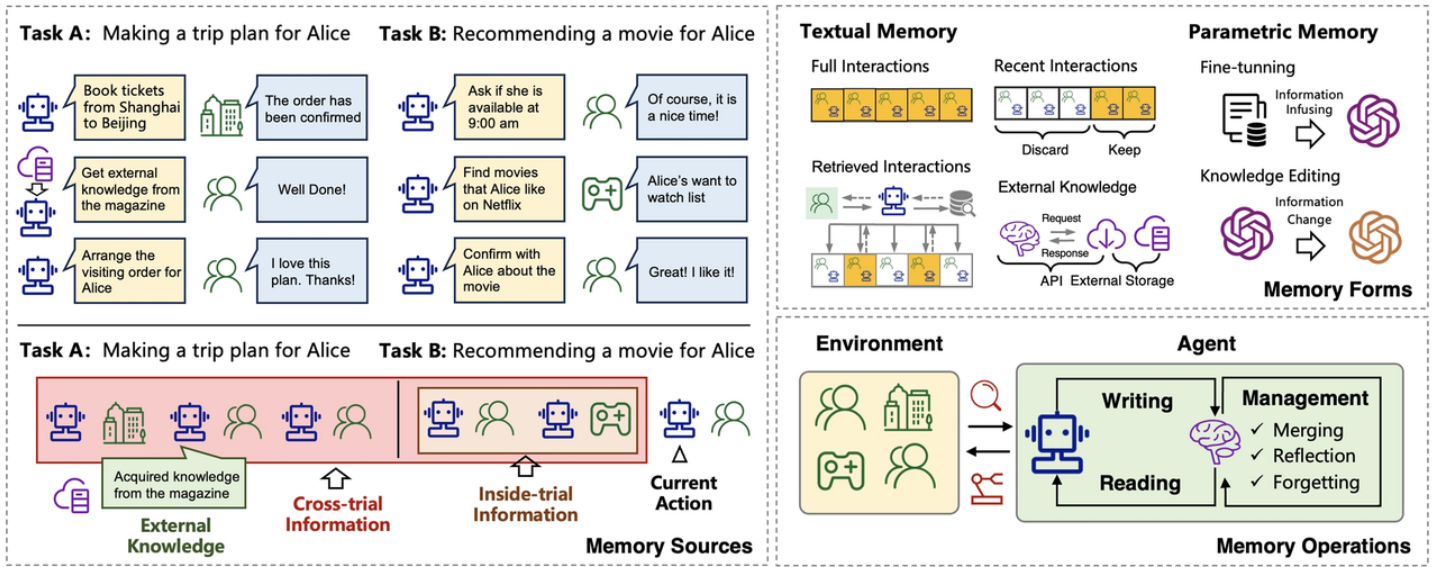 Task A: Making a trip plan for Alice
Task B: Recommending a movie for Alice
Book tickets
from Shanghai
to Beijing
The order has
been confirmed
Ask if she is
available at
9:00 am
Of course, it is
a nice time!
Get external
knowledge from
the magazine
Well Done!
Find movies
that Alice like
on Netflix
Alice's want to
watch list
Arrange the
visiting order for
Alice
I love this
plan. Thanks!
Confirm with
Alice about the
movie
Great! I like it!
Task A: Making a trip plan for Alice
Task B: Recommending a movie for Alice
Acquired knowledge
from the magazine
External
Knowledge
Cross-trial
Information
Inside-trial
Information
Current
Action
Memory Sources
Textual Memory
Parametric Memory
Full Interactions
Recent Interactions
Discard
Keep
Retrieved Interactions
External Knowledge
Request
Response
API
External Storage
Fine-tunning
Information
Infusing
Knowledge Editing
Information
Change
Memory Forms
Environment
Agent
Writing
Reading
Management
✓ Merging
✓ Reflection
✓ Forgetting
Memory Operations